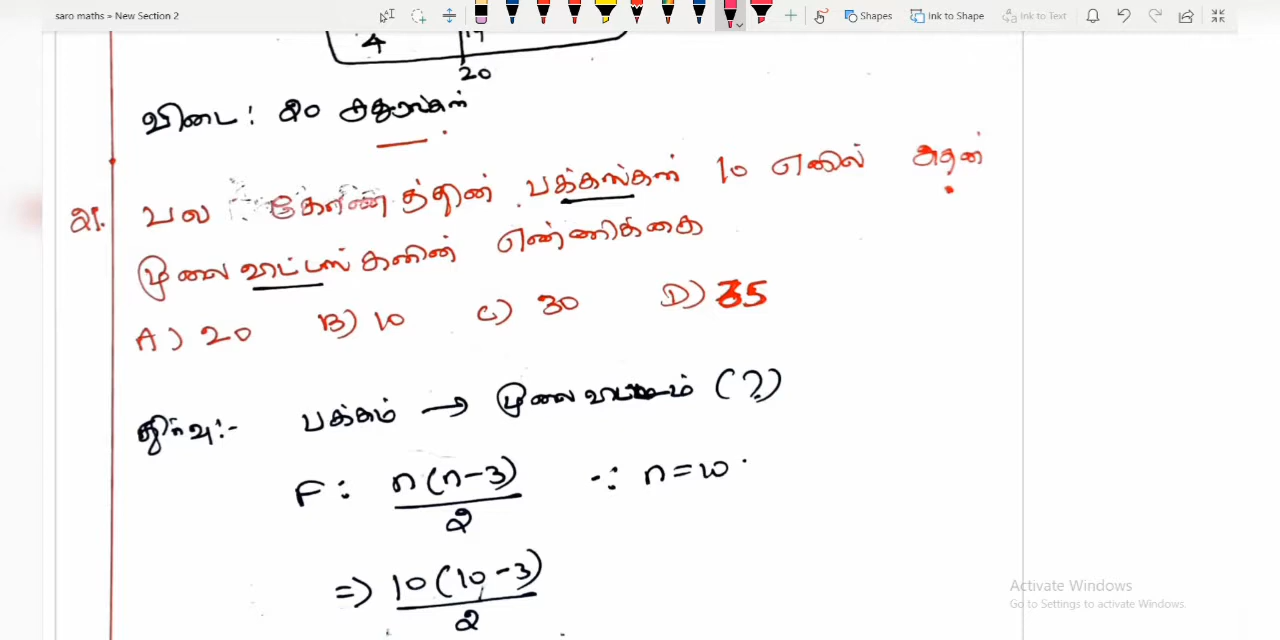 saro maths > New Section 2
Shapes Ink to Shape Ink to Text
4 17
20
விடை: 20 சதுரங்கள்
21. பல கோணத்தின் பக்கங்கள் 10 எனில் அதன்
மூலை விட்டங்களின் எண்ணிக்கை
A) 20 B) 10 C) 30 D) 35
தீர்வு:- பக்கம் → மூலை விட்டம் (?)
F: n(n-3)/2 ∵ n=10
=> 10(10-3)/2
Activate Windows
Go to Settings to activate Windows.